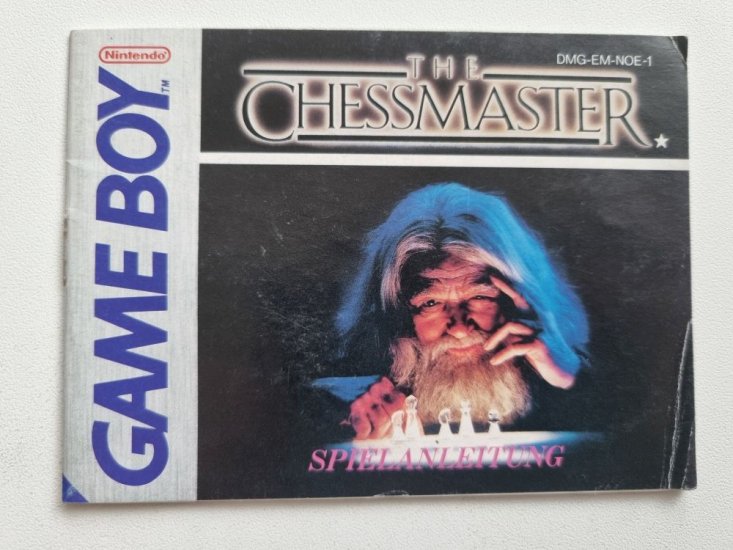 Nintendo
GAME BOY™
DMG-EM-NOE-1
THE
CHESSMASTER
SPIELANLEITUNG